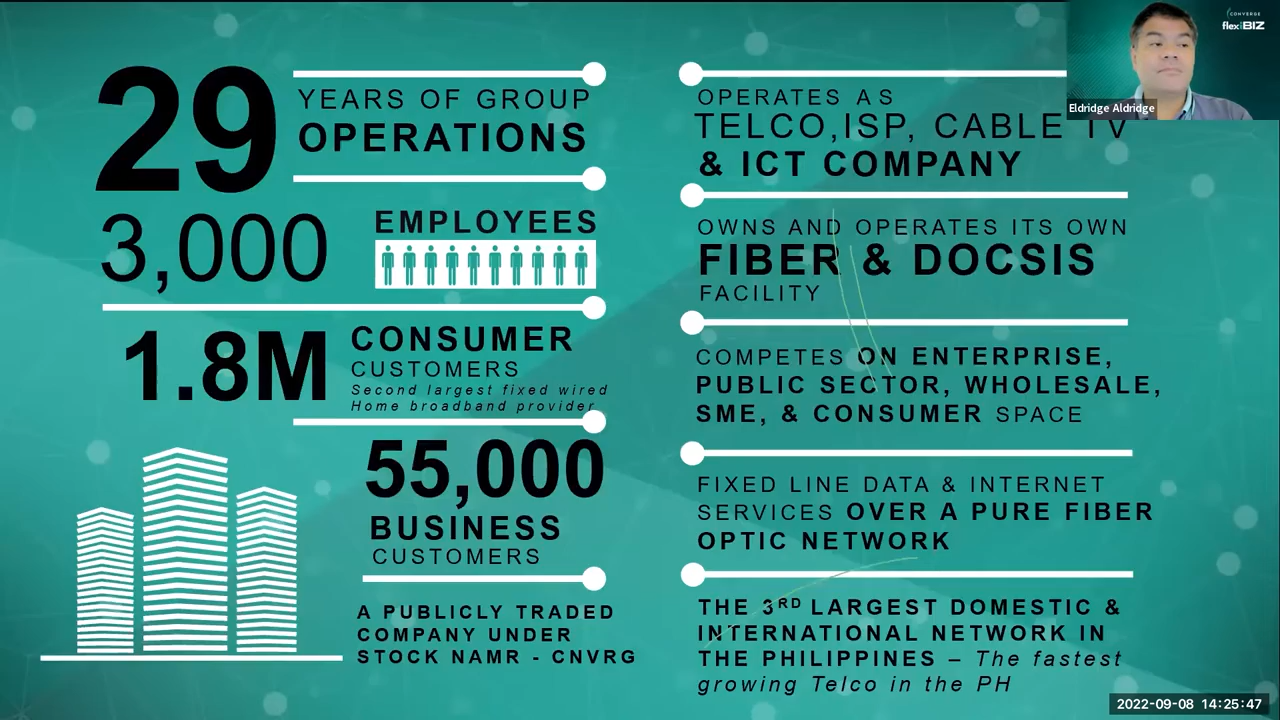 29
YEARS OF GROUP
OPERATIONS
3,000
EMPLOYEES
1.8M
CONSUMER
CUSTOMERS
Second largest fixed wired
Home broadband provider
55,000
BUSINESS
CUSTOMERS
A PUBLICLY TRADED
COMPANY UNDER
STOCK NAMR - CNVRG
OPERATES AS
TELCO,ISP, CABLE TV
& ICT COMPANY
OWNS AND OPERATES ITS OWN
FIBER & DOCSIS
FACILITY
COMPETES ON ENTERPRISE,
PUBLIC SECTOR, WHOLESALE,
SME, & CONSUMER SPACE
FIXED LINE DATA & INTERNET
SERVICES OVER A PURE FIBER
OPTIC NETWORK
THE 3RD LARGEST DOMESTIC &
INTERNATIONAL NETWORK IN
THE PHILIPPINES – The fastest
growing Telco in the PH
CONVERGE
flexiBIZ
Eldridge Aldridge
2022-09-08 14:25:47